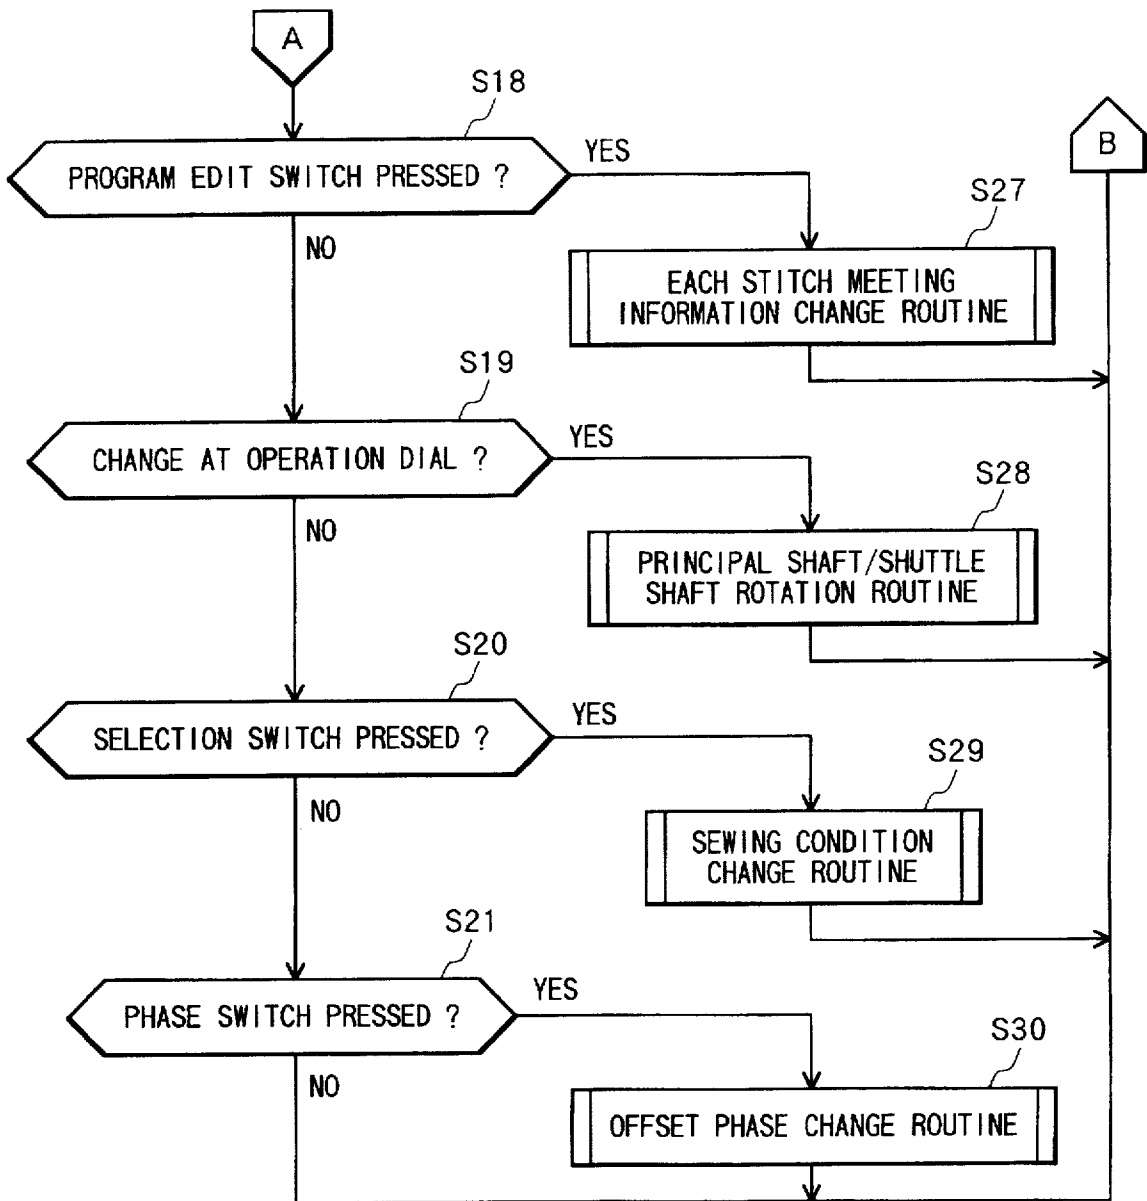 A
S18
PROGRAM EDIT SWITCH PRESSED ?
YES
B
NO
S27
EACH STITCH MEETING
INFORMATION CHANGE ROUTINE
S19
CHANGE AT OPERATION DIAL ?
YES
NO
S28
PRINCIPAL SHAFT/SHUTTLE
SHAFT ROTATION ROUTINE
S20
SELECTION SWITCH PRESSED ?
YES
NO
S29
SEWING CONDITION
CHANGE ROUTINE
S21
PHASE SWITCH PRESSED ?
YES
NO
S30
OFFSET PHASE CHANGE ROUTINE